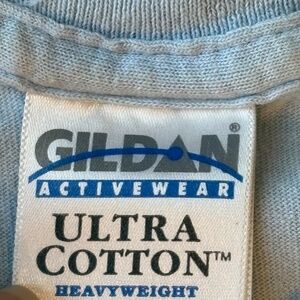 GILDAN®
ACTIVEWEAR
ULTRA
COTTON™
HEAVYWEIGHT